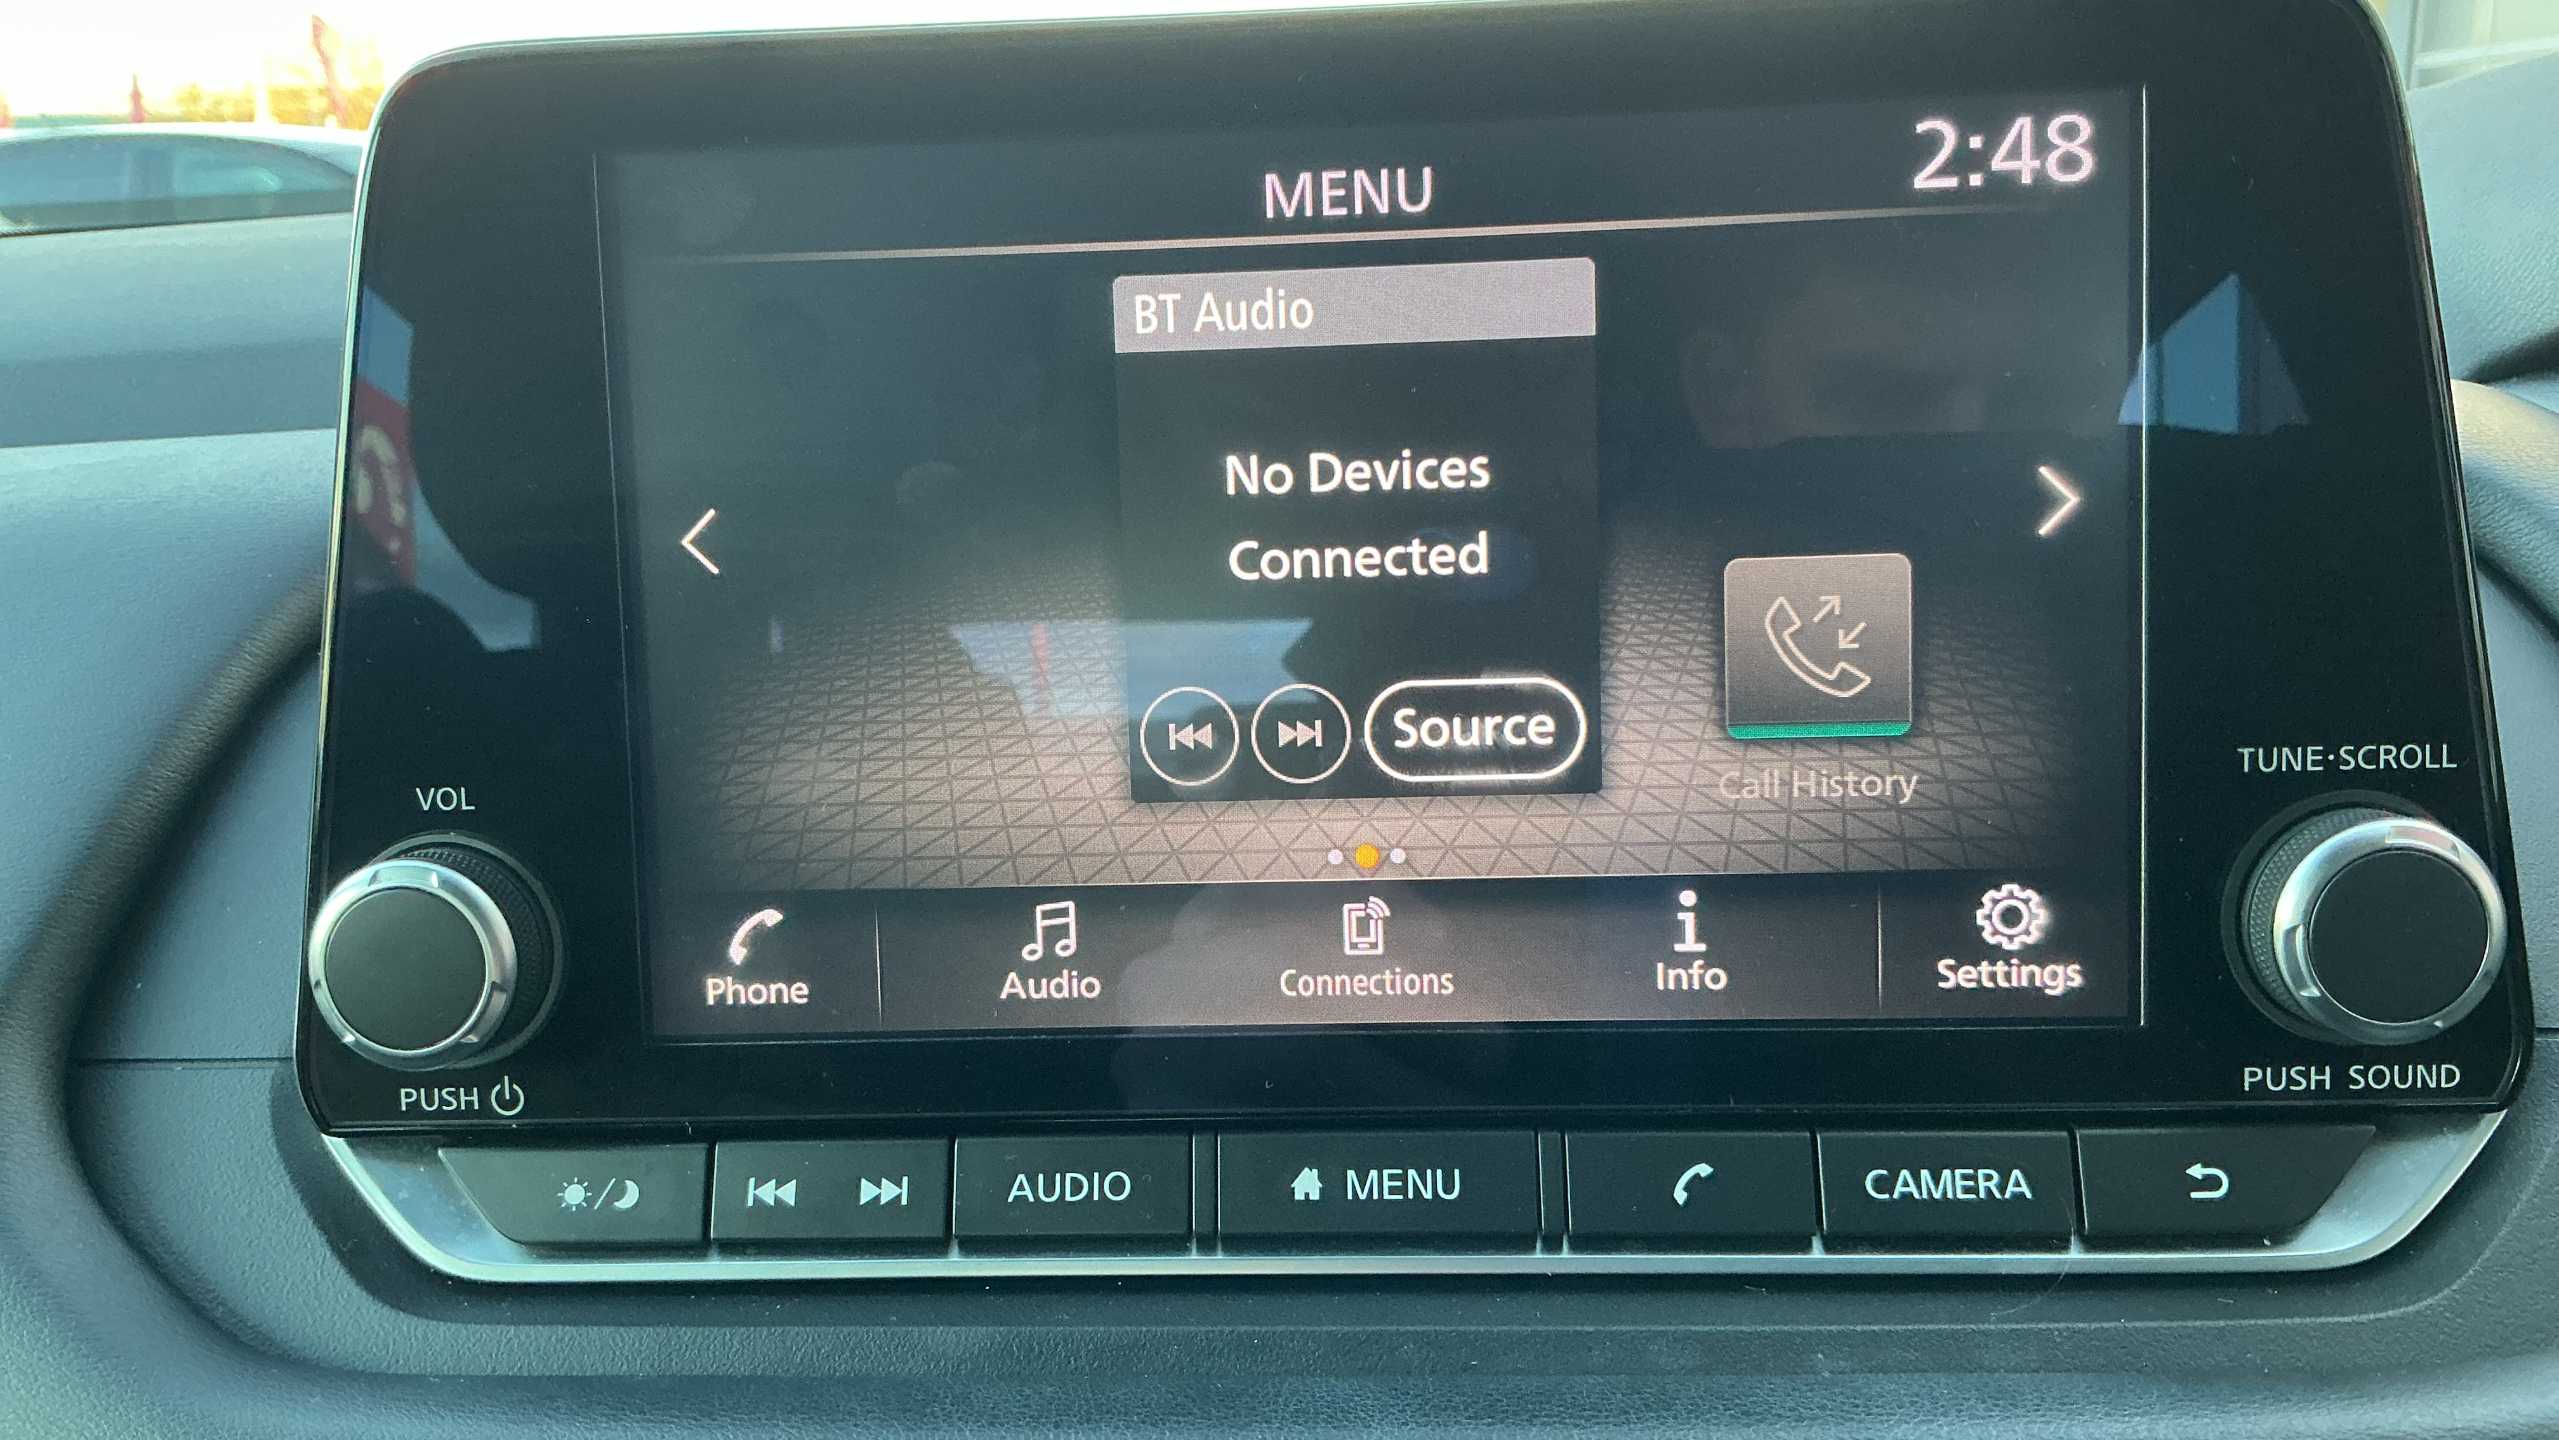 2:48
MENU
BT Audio
No Devices
Connected
Source
Call History
Phone
Audio
Connections
Info
Settings
VOL
PUSH
TUNE·SCROLL
PUSH SOUND
AUDIO
MENU
CAMERA